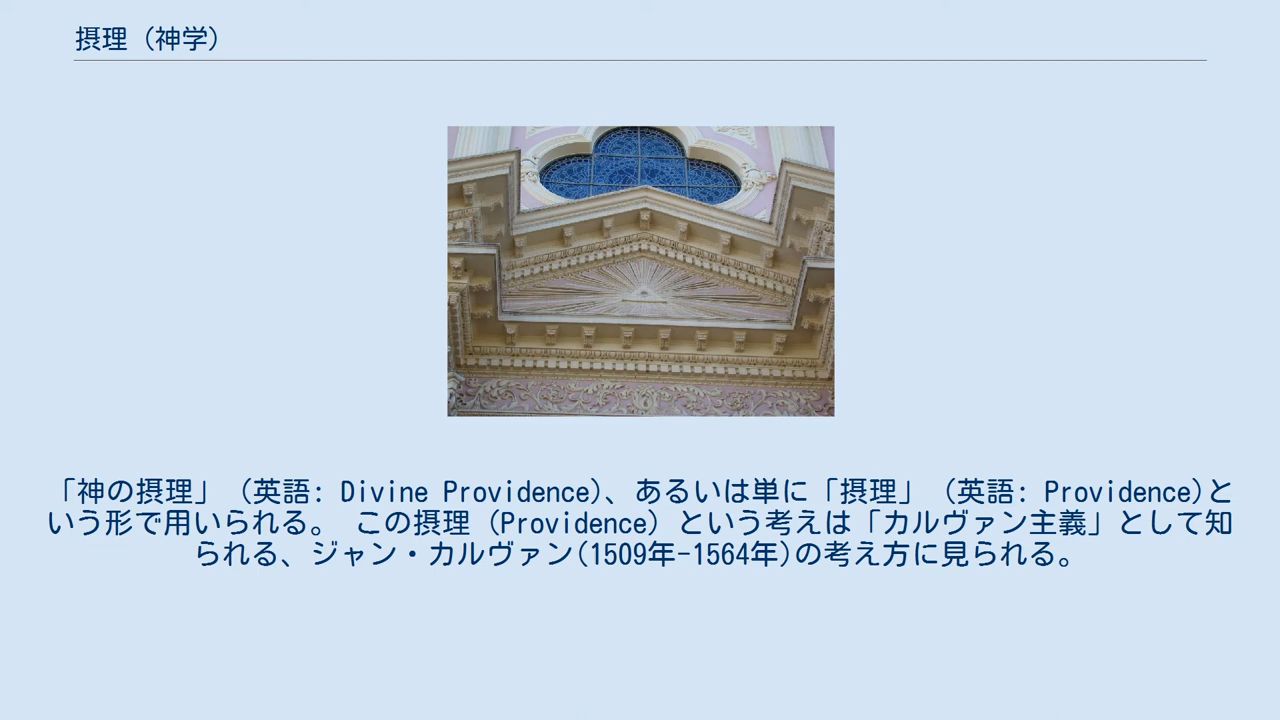 摂理（神学）
「神の摂理」（英語: Divine Providence)、あるいは単に「摂理」（英語: Providence)と
いう形で用いられる。 この摂理（Providence）という考えは「カルヴァン主義」として知
られる、ジャン・カルヴァン(1509年-1564年)の考え方に見られる。